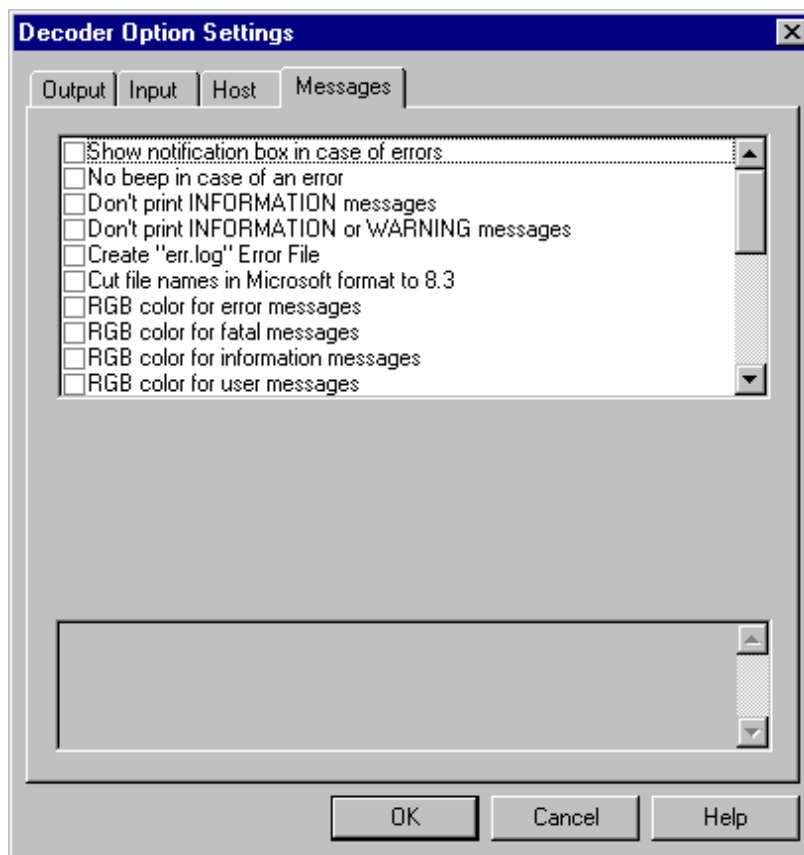 Decoder Option Settings
Output Input Host Messages
Show notification box in case of errors
No beep in case of an error
Don't print INFORMATION messages
Don't print INFORMATION or WARNING messages
Create "err.log" Error File
Cut file names in Microsoft format to 8.3
RGB color for error messages
RGB color for fatal messages
RGB color for information messages
RGB color for user messages
OK Cancel Help